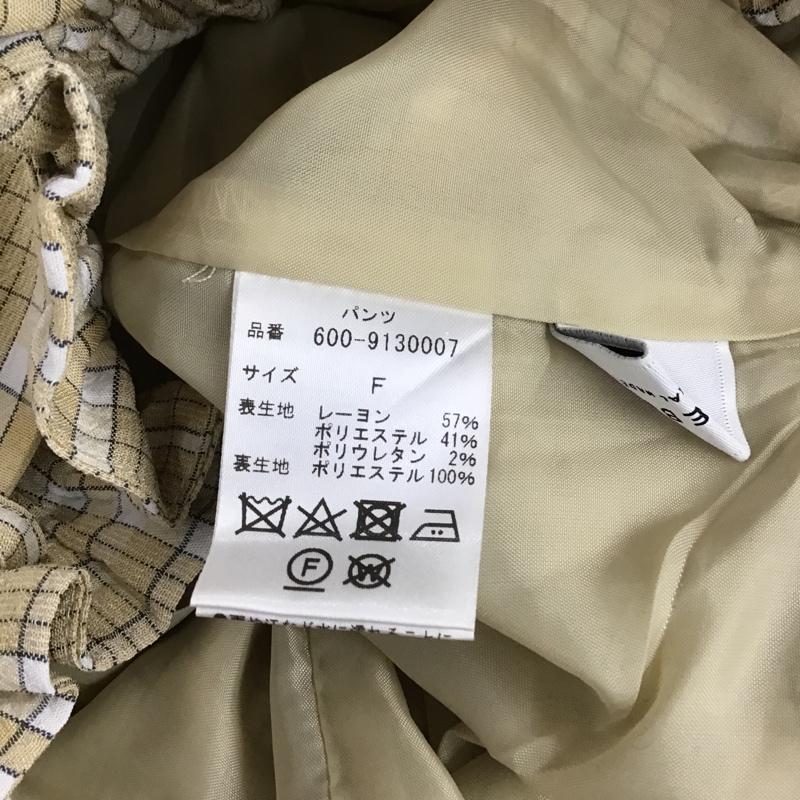 パンツ
品番 600-9130007
サイズ F
表生地 レーヨン 57%
ポリエステル 41%
ポリウレタン 2%
裏生地 ポリエステル 100%
F W